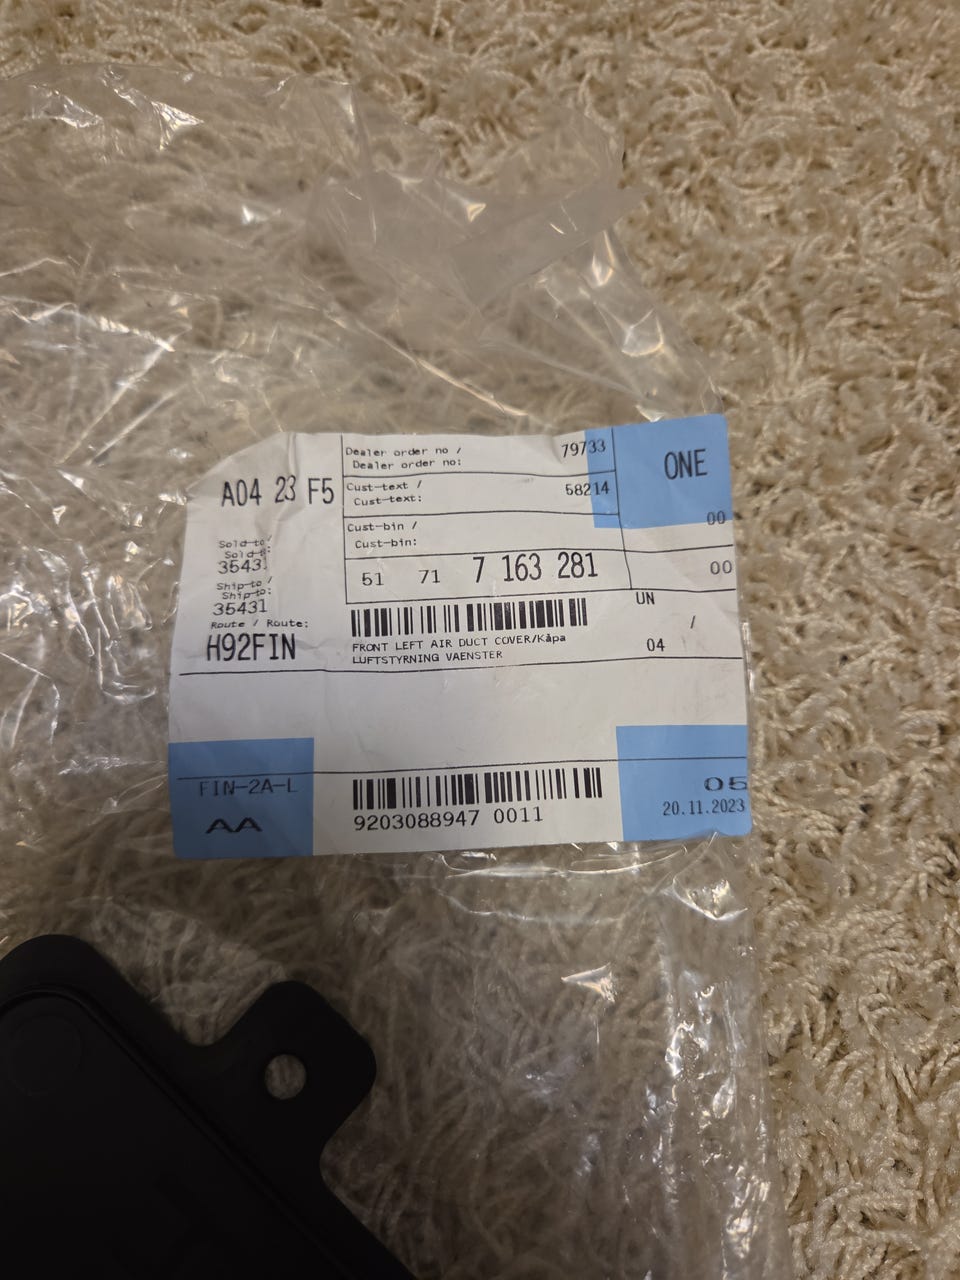 A04 23 F5
Dealer order no /
Dealer order no:
79733
Cust-text /
Cust-text:
58214
Cust-bin /
Cust-bin:
ONE
00
51 71 7 163 281
00
Sold-to/
Sold-to:
35431
Ship-to /
Ship-to:
35431
Route / Route:
H92FIN
FRONT LEFT AIR DUCT COVER/Kåpa
LUFTSTYRNING VAENSTER
UN
/
04
FIN-2A-L
AA
9203088947 0011
05
20.11.2023